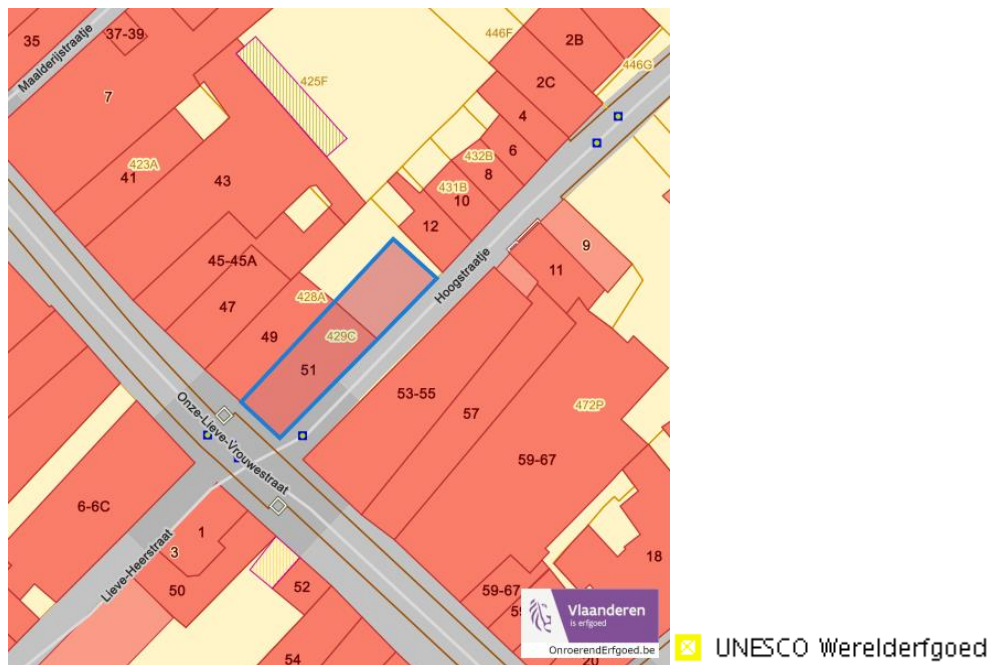 35
37-39
Maalderijstraatje
7
446F
2B
446G
2C
425F
4
6
432B
8
423A
41
43
431B
10
12
9
45-45A
Hoogstraatje
11
428A
47
49
429C
51
53-55
57
472P
Onze-Lieve-Vrouwestraat
59-67
6-6C
1
3
Lieve-Heerstraat
50
52
18
59-67
54
20
Vlaanderen
is erfgoed
OnroerendErfgoed.be
UNESCO Werelderfgoed